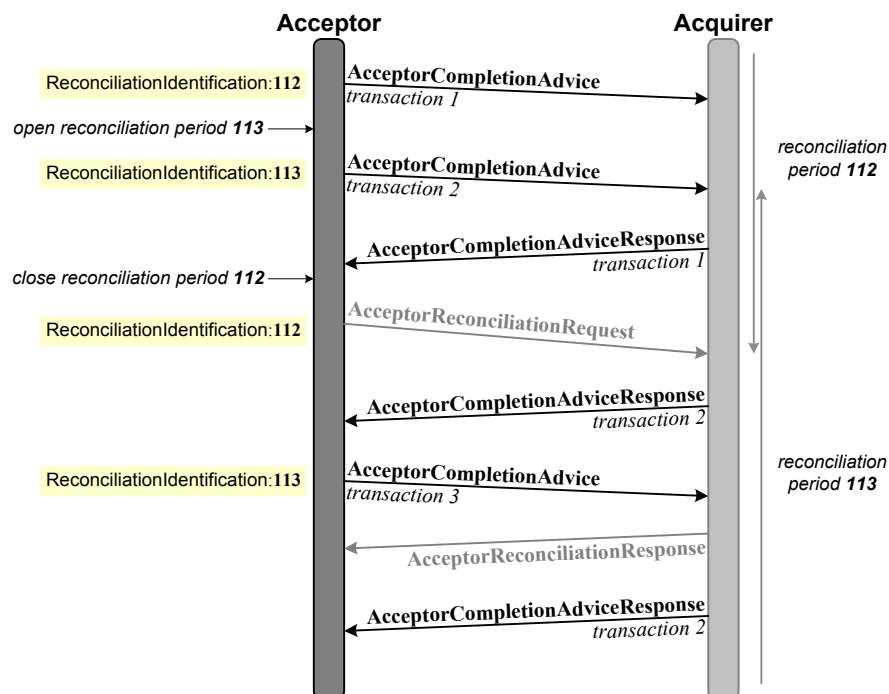 Acceptor
Acquirer
ReconciliationIdentification:112
AcceptorCompletionAdvice
transaction 1
open reconciliation period 113
reconciliation
period 112
ReconciliationIdentification:113
AcceptorCompletionAdvice
transaction 2
AcceptorCompletionAdviceResponse
transaction 1
close reconciliation period 112
ReconciliationIdentification:112
AcceptorReconciliationRequest
AcceptorCompletionAdviceResponse
transaction 2
ReconciliationIdentification:113
AcceptorCompletionAdvice
transaction 3
reconciliation
period 113
AcceptorReconciliationResponse
AcceptorCompletionAdviceResponse
transaction 2